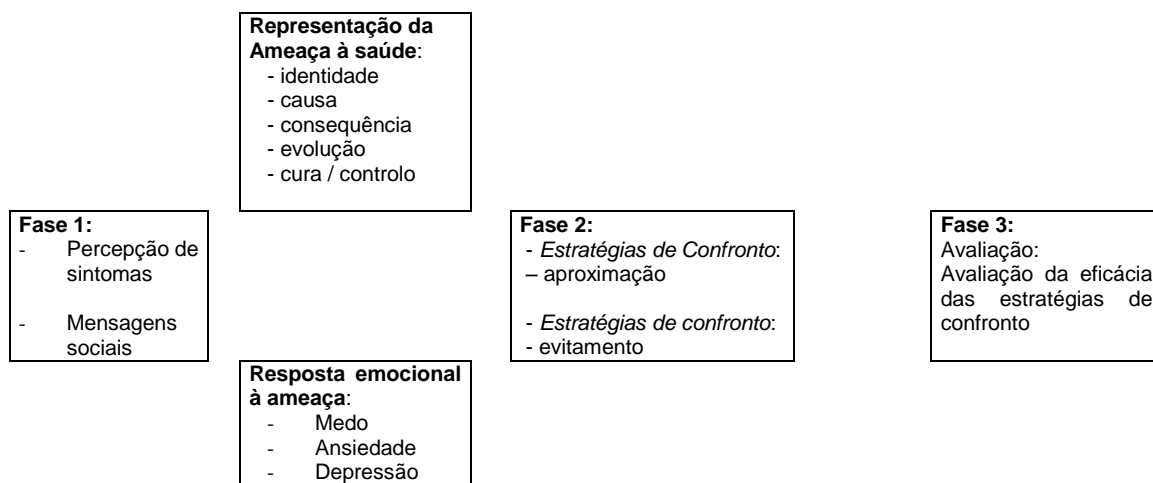 Representação da
Ameaça à saúde:
- identidade
- causa
- consequência
- evolução
- cura / controlo
Fase 1:
- Percepção de
sintomas
- Mensagens
sociais
Fase 2:
- Estratégias de Confronto:
– aproximação
- Estratégias de confronto:
- evitamento
Fase 3:
Avaliação:
Avaliação da eficácia
das estratégias de
confronto
Resposta emocional
à ameaça:
- Medo
- Ansiedade
- Depressão